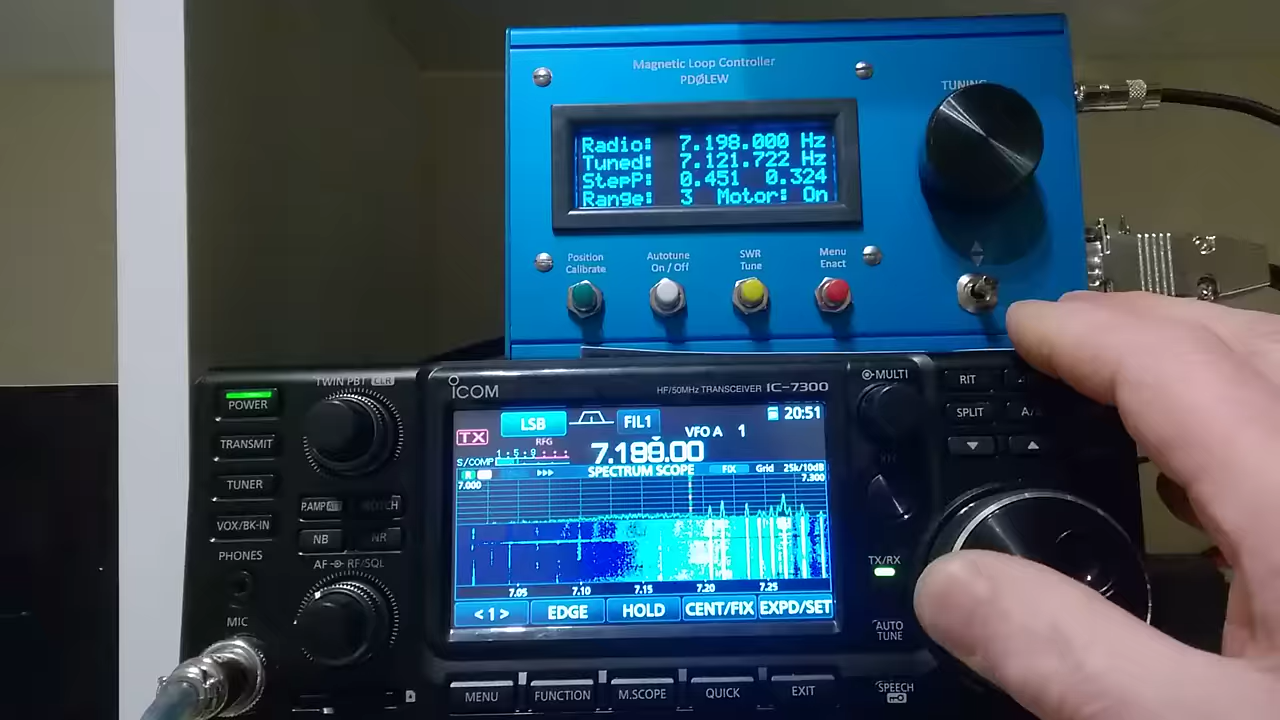 Magnetic Loop Controller
PDØLEW
TUNING
Radio: 7.198.000 Hz
Tuned: 7.121.722 Hz
StepP: 0.451 0.324
Range: 3 Motor: On
Position Calibrate
Autotune On / Off
SWR Tune
Menu Enact
ICOM
HF/50MHz TRANSCEIVER IC-7300
POWER
TRANSMIT
TUNER
VOX/BK-IN
PHONES
MIC
TWIN PBT CLR
P.AMP
NOTCH
NB
NR
AF RF/SQL
LSB
FIL1
20:51
TX
RFG
VFO A 1
S/COMP 1 5 9
SPECTRUM SCOPE
FIX Grid 25k/10dB
7.000
7.300
7.05 7.10 7.15 7.20 7.25
<1> EDGE HOLD CENT/FIX EXPD/SET
MENU FUNCTION M.SCOPE QUICK EXIT
MULTI
RIT
SPLIT
TX/RX
AUTO TUNE
SPEECH